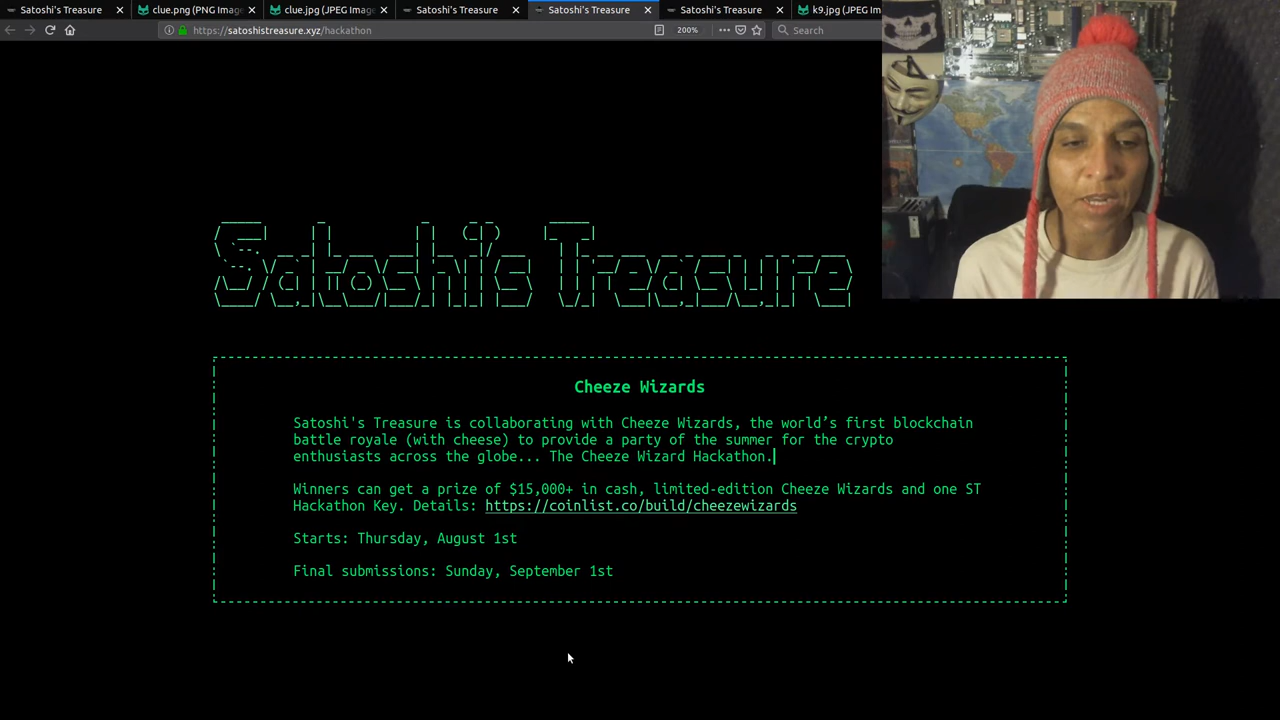 Satoshi's Treasure
clue.png (PNG Imag
clue.jpg (JPEG Imag
Satoshi's Treasure
Satoshi's Treasure
Satoshi's Treasure
k9.jpg (JPEG Im
https://satoshistreasure.xyz/hackathon
200%
Search
Satoshi's Treasure
Cheeze Wizards
Satoshi's Treasure is collaborating with Cheeze Wizards, the world’s first blockchain
battle royale (with cheese) to provide a party of the summer for the crypto
enthusiasts across the globe... The Cheeze Wizard Hackathon.
Winners can get a prize of $15,000+ in cash, limited-edition Cheeze Wizards and one ST
Hackathon Key. Details: https://coinlist.co/build/cheezewizards
Starts: Thursday, August 1st
Final submissions: Sunday, September 1st